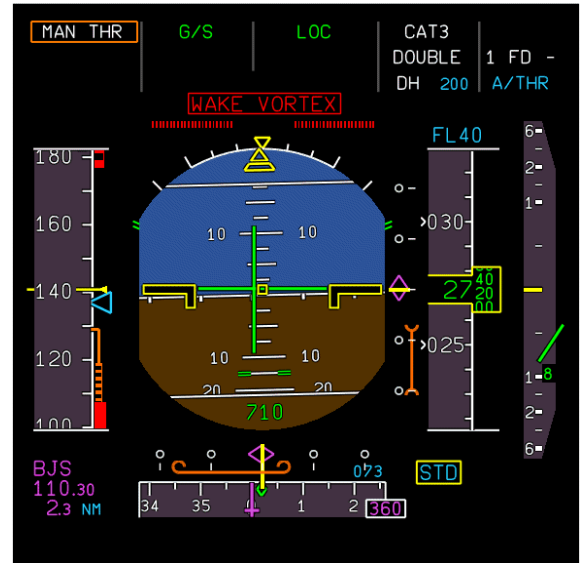 MAN THR G/S LOC CAT3
DOUBLE 1 FD -
DH 200 A/THR
WAKE VORTEX
FL40
180
160
140
120
100
10 10
10 10
20 20
710
030
025
27
40
20
00
6
2
1
1 8
2
6
BJS
110.30
2.3 NM
073
STD
34 35 0 1 2 360